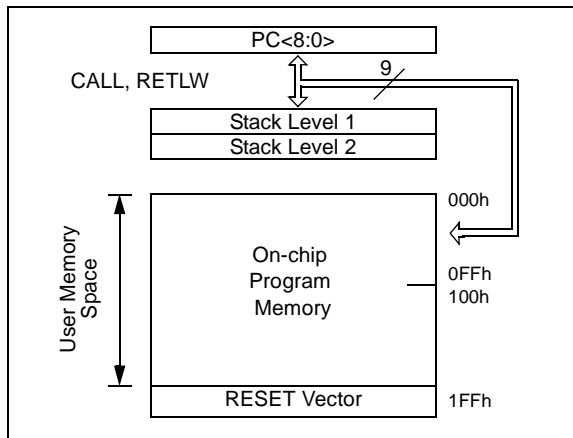 PC<8:0>
9
CALL, RETLW
Stack Level 1
Stack Level 2
000h
User Memory
Space
On-chip
Program
Memory
0FFh
100h
RESET Vector
1FFh